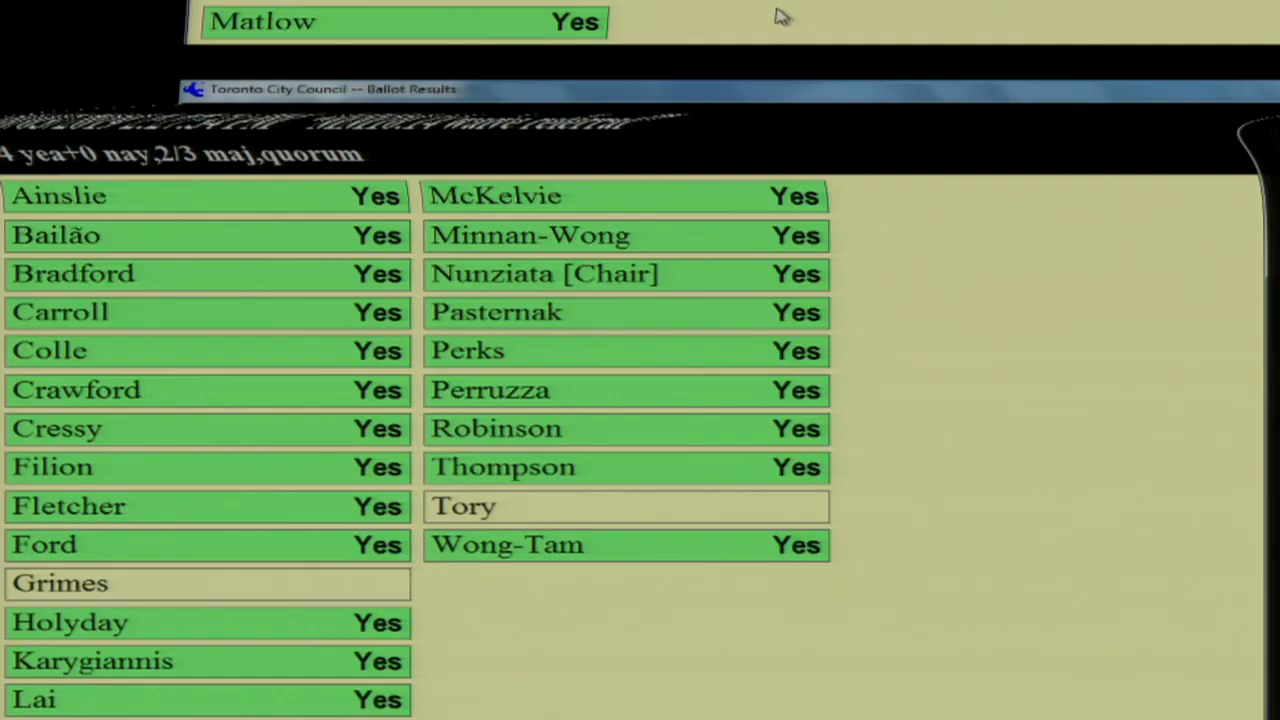 Matlow Yes
Toronto City Council -- Ballot Results
4 yea+0 nay,2/3 maj,quorum
Ainslie Yes McKelvie Yes
Bailão Yes Minnan-Wong Yes
Bradford Yes Nunziata [Chair] Yes
Carroll Yes Pasternak Yes
Colle Yes Perks Yes
Crawford Yes Perruzza Yes
Cressy Yes Robinson Yes
Filion Yes Thompson Yes
Fletcher Yes Tory
Ford Yes Wong-Tam Yes
Grimes
Holyday Yes
Karygiannis Yes
Lai Yes